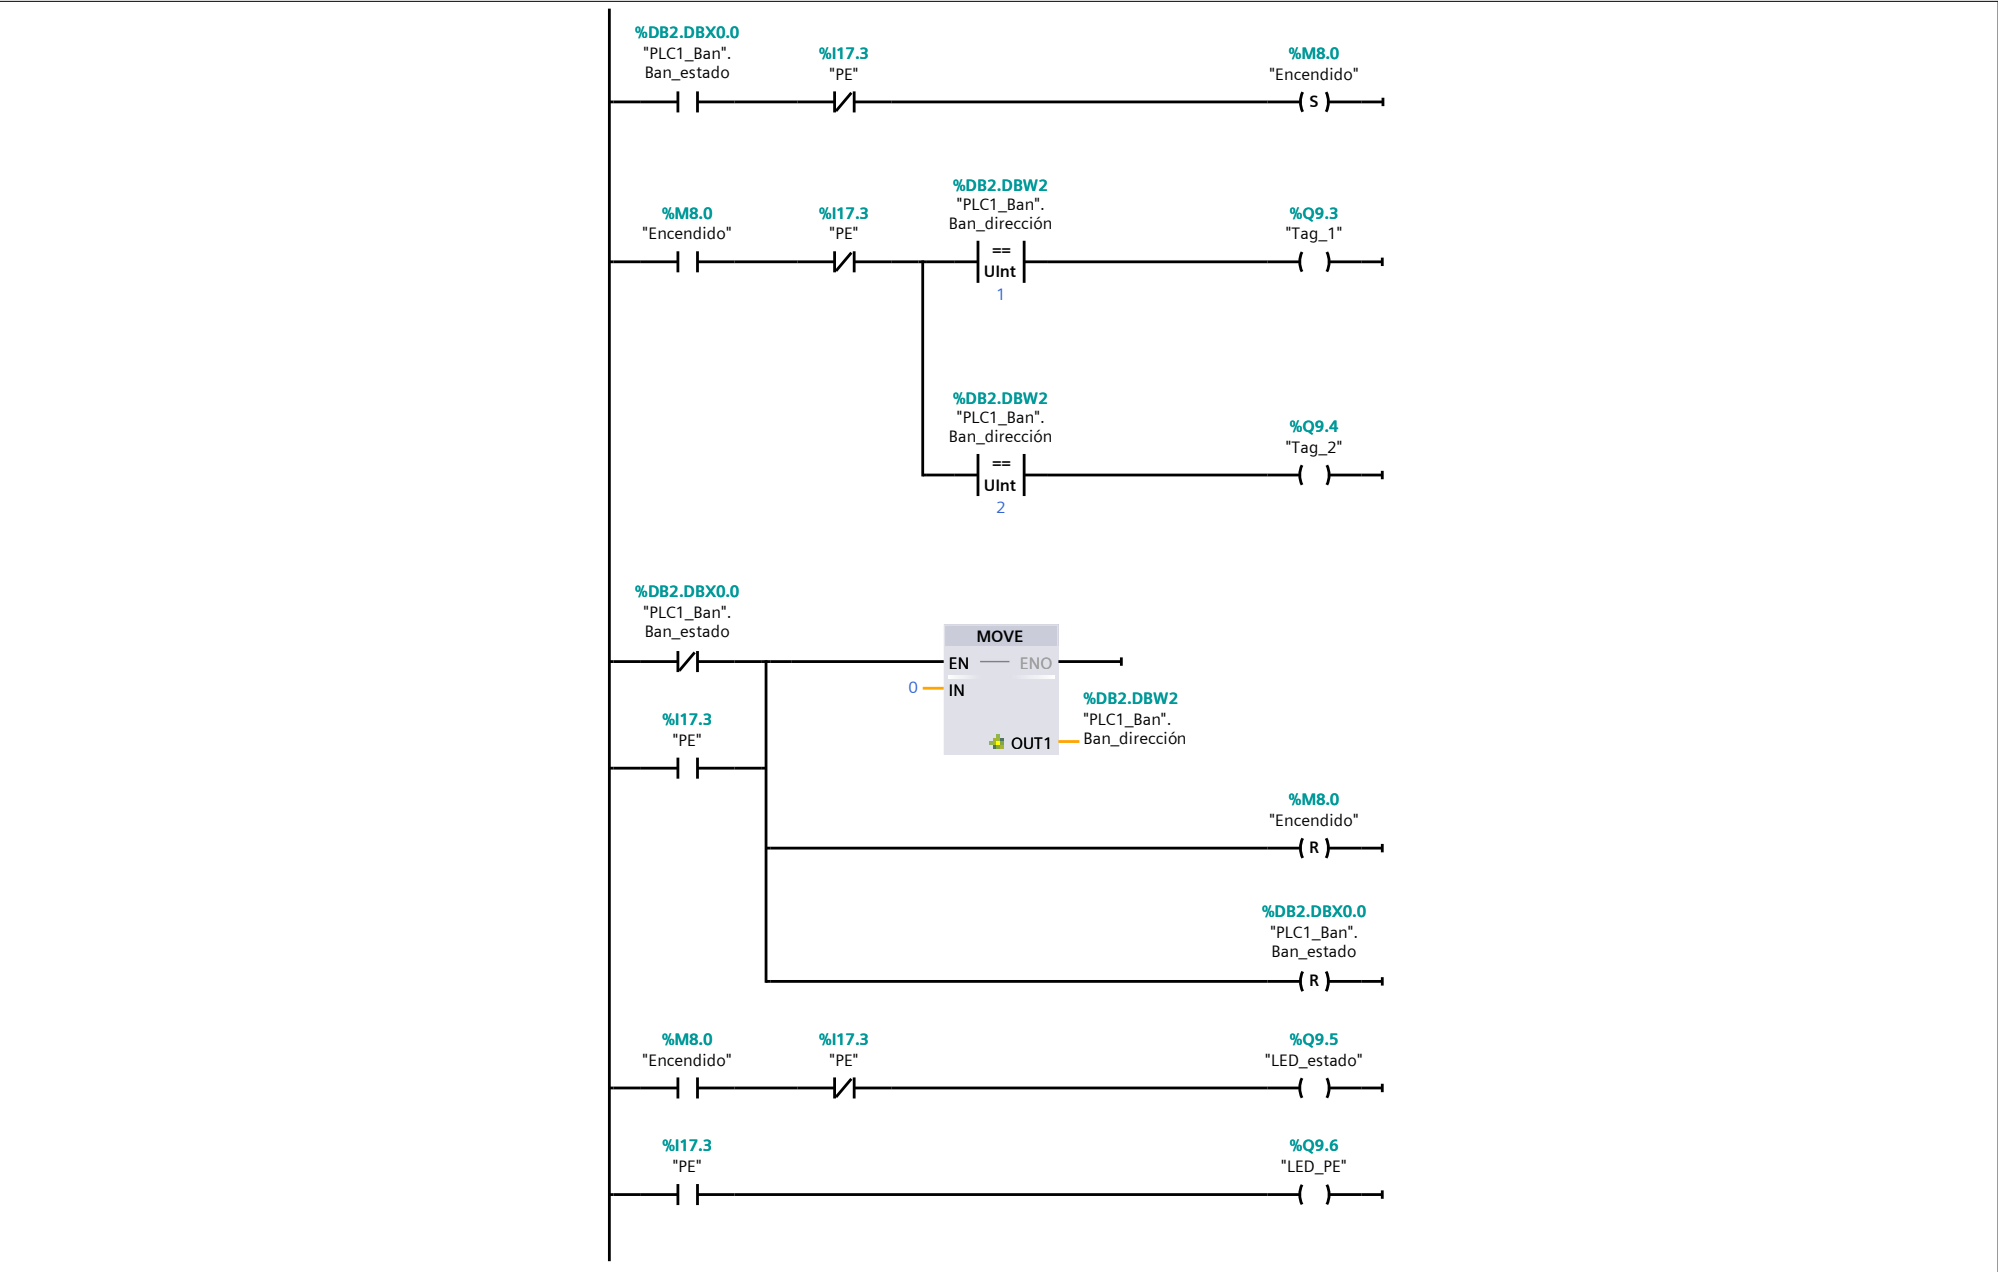 %DB2.DBX0.0
"PLC1_Ban".
Ban_estado
%I17.3
"PE"
%M8.0
"Encendido"
S
%M8.0
"Encendido"
%I17.3
"PE"
%DB2.DBW2
"PLC1_Ban".
Ban_dirección
==
UInt
1
%Q9.3
"Tag_1"
%DB2.DBW2
"PLC1_Ban".
Ban_dirección
==
UInt
2
%Q9.4
"Tag_2"
%DB2.DBX0.0
"PLC1_Ban".
Ban_estado
MOVE
EN
ENO
0
IN
OUT1
%DB2.DBW2
"PLC1_Ban".
Ban_dirección
%I17.3
"PE"
%M8.0
"Encendido"
R
%DB2.DBX0.0
"PLC1_Ban".
Ban_estado
R
%M8.0
"Encendido"
%I17.3
"PE"
%Q9.5
"LED_estado"
%I17.3
"PE"
%Q9.6
"LED_PE"